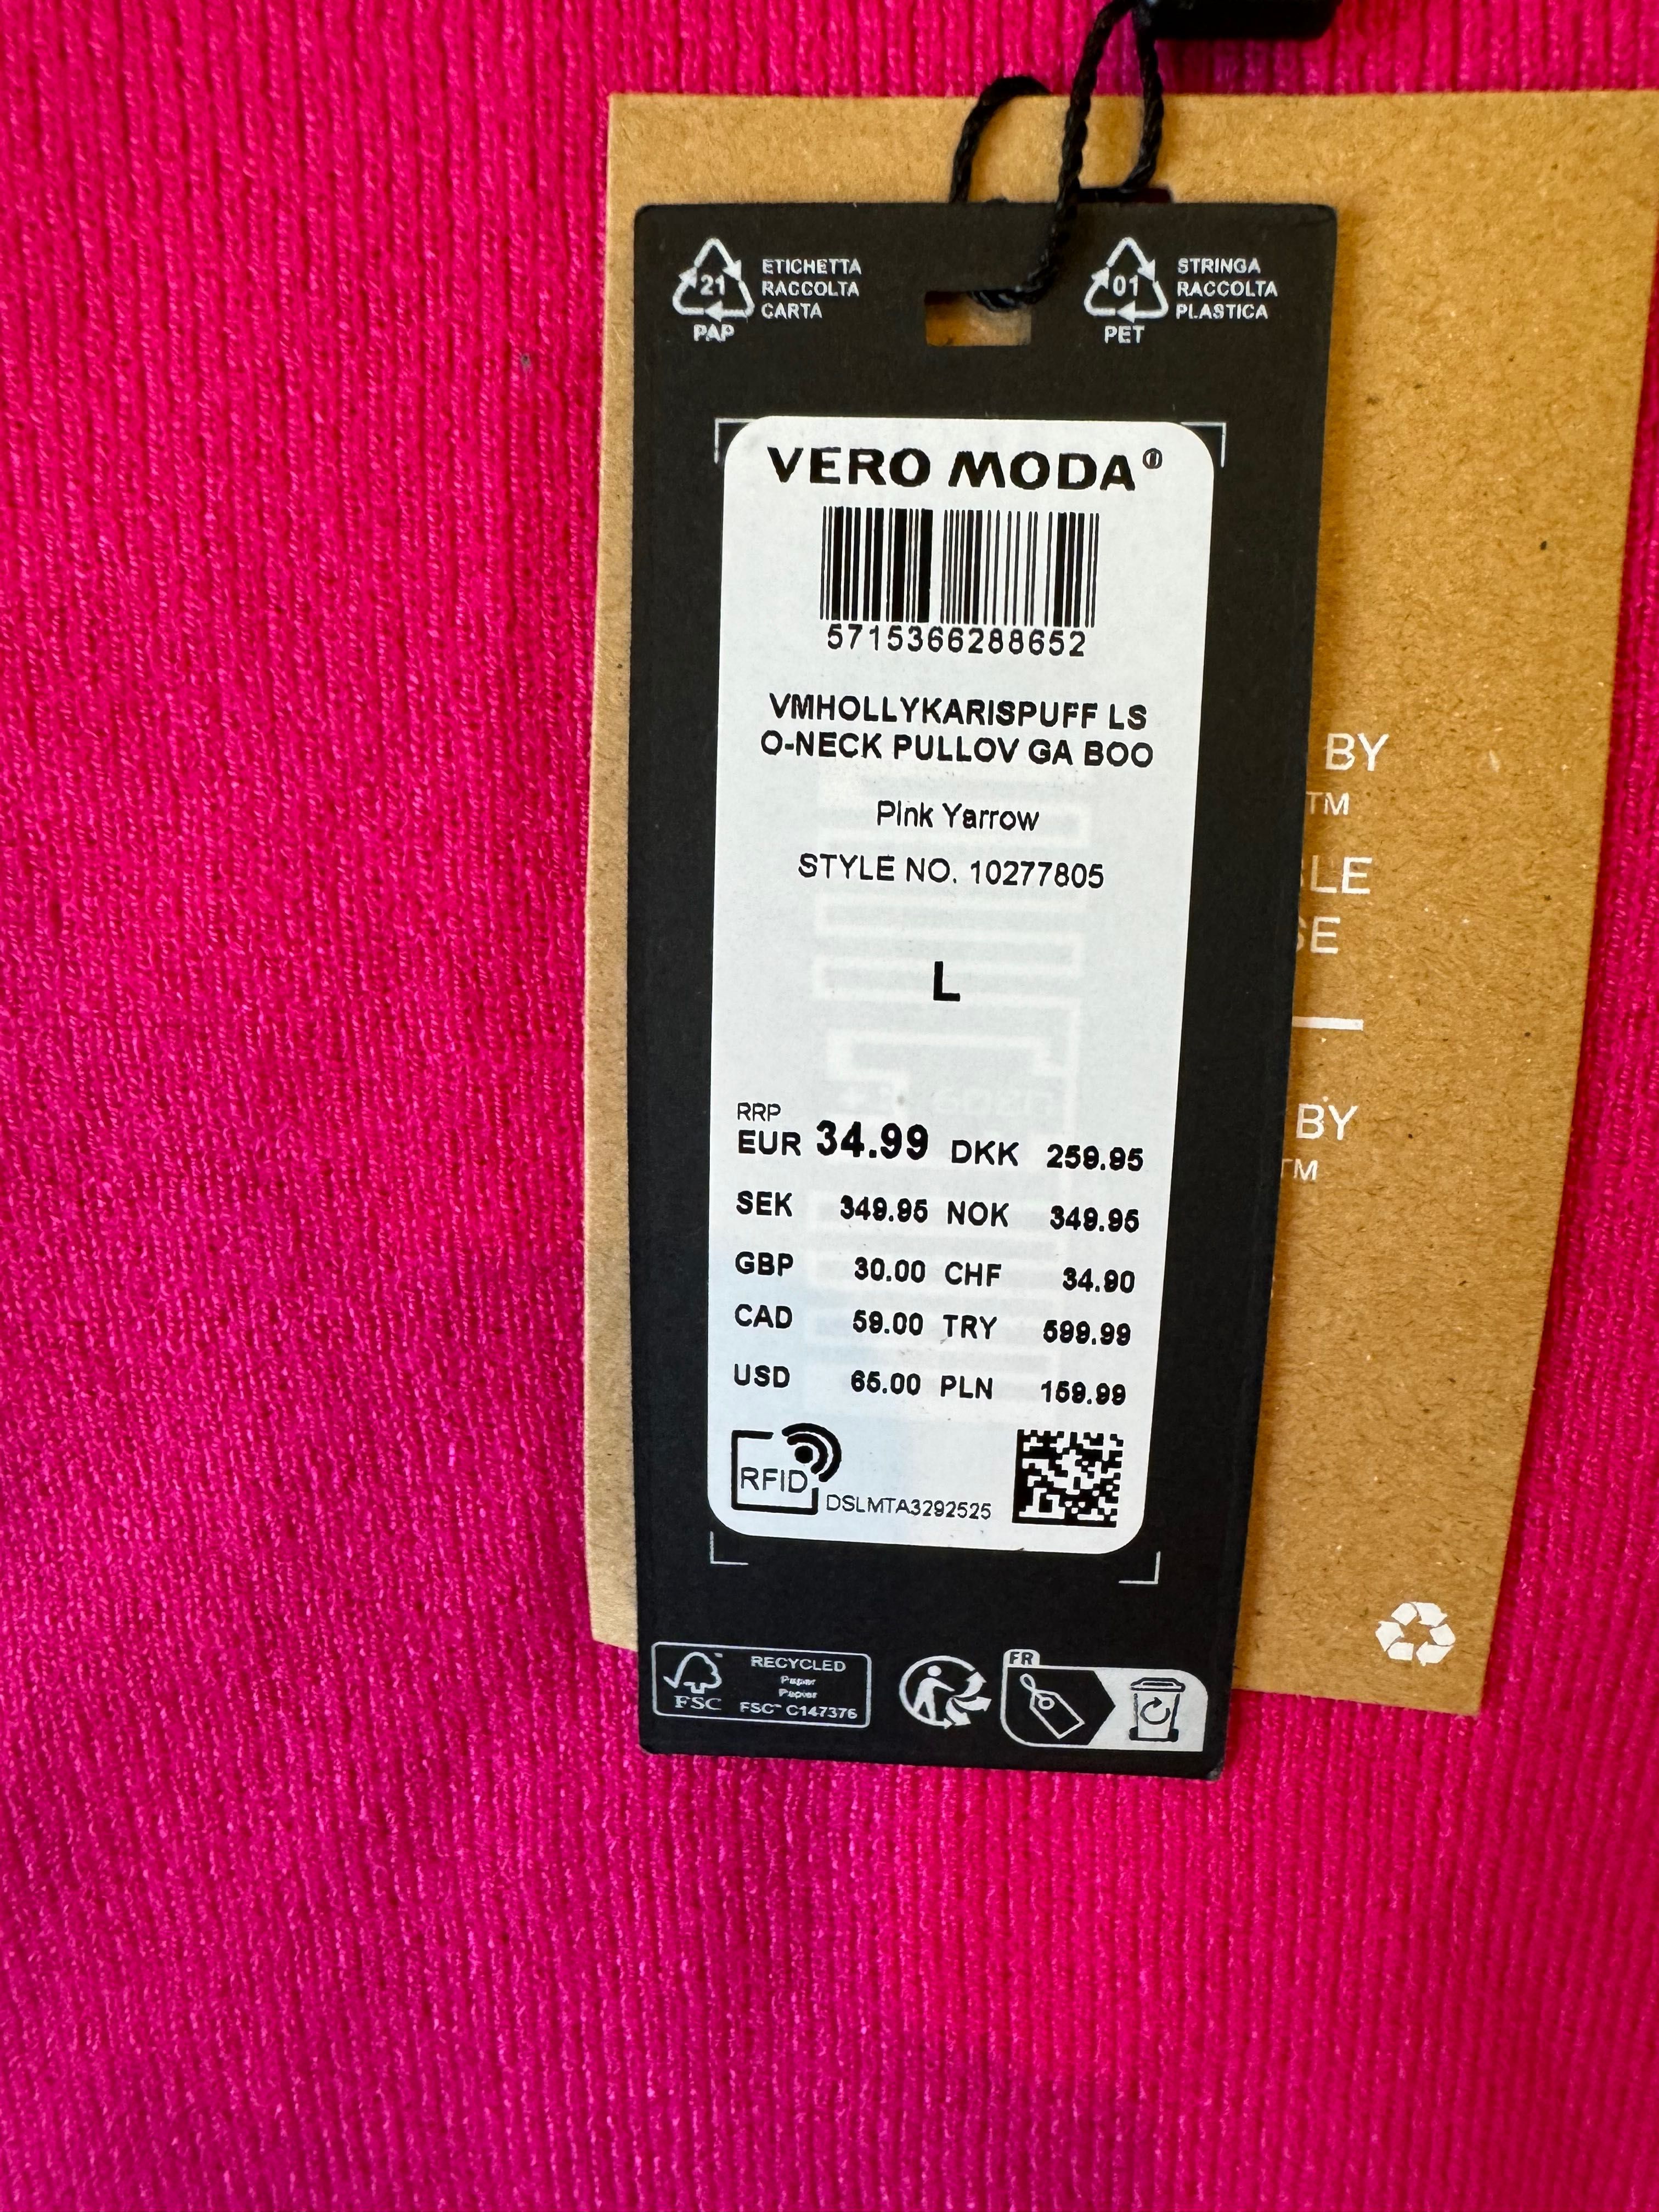 21
PAP
ETICHETTA
RACCOLTA
CARTA
01
PET
STRINGA
RACCOLTA
PLASTICA
VERO MODA®
5715366288652
VMHOLLYKARISPUFF LS
O-NECK PULLOV GA BOO
Pink Yarrow
STYLE NO. 10277805
L
RRP
EUR 34.99 DKK 259.95
SEK 349.95 NOK 349.95
GBP 30.00 CHF 34.90
CAD 59.00 TRY 599.99
USD 65.00 PLN 159.99
RFID
DSLMTA3292525
FSC
RECYCLED
Paper
Papier
FSC™ C147376
FR
BY
TM
BY
TM